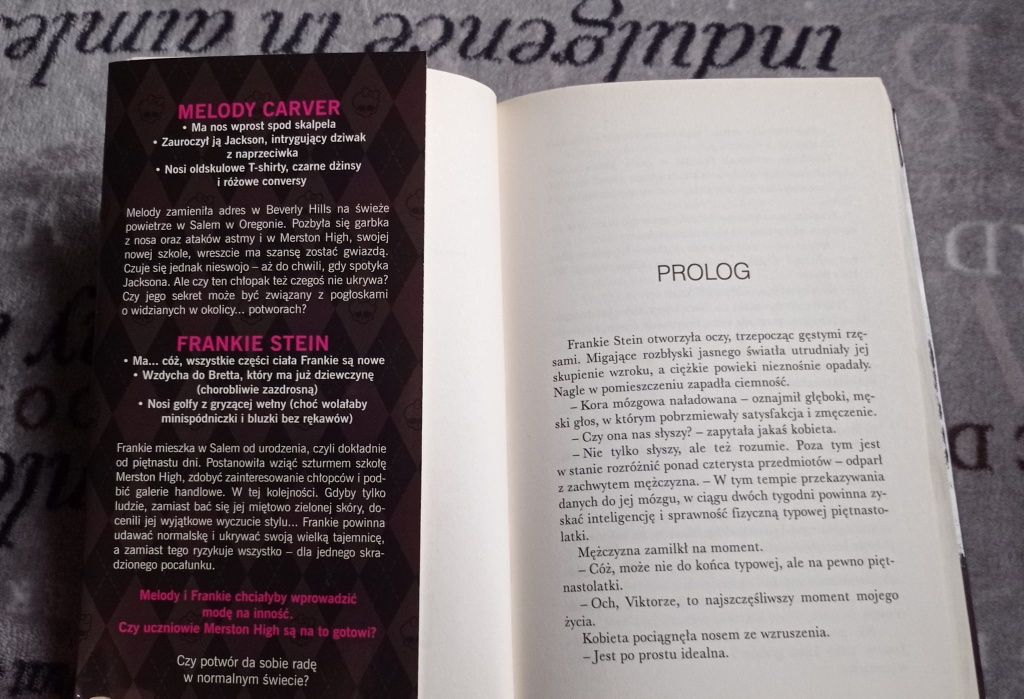 indulgence in
MELODY CARVER
• Ma nos wprost spod skalpela
• Zauroczył ją Jackson, intrygujący dziwak
z naprzeciwka
• Nosi oldskulowe T-shirty, czarne dżinsy
i różowe conversy
Melody zamieniła adres w Beverly Hills na świeże
powietrze w Salem w Oregonie. Pozbyła się garbka
z nosa oraz ataków astmy i w Merston High, swojej
nowej szkole, wreszcie ma szansę zostać gwiazdą.
Czuje się jednak nieswojo – aż do chwili, gdy spotyka
Jacksona. Ale czy ten chłopak też czegoś nie ukrywa?
Czy jego sekret może być związany z pogłoskami
o widzianych w okolicy... potworach?
FRANKIE STEIN
• Ma... cóż, wszystkie części ciała Frankie są nowe
• Wzdycha do Bretta, który ma już dziewczynę
(chorobliwie zazdrosną)
• Nosi golfy z gryzącej wełny (choć wolałaby
minispódniczki i bluzki bez rękawów)
Frankie mieszka w Salem od urodzenia, czyli dokładnie
od piętnastu dni. Postanowiła wziąć szturmem szkołę
Merston High, zdobyć zainteresowanie chłopców i pod-
bić galerie handlowe. W tej kolejności. Gdyby tylko
ludzie, zamiast bać się jej miętowo zielonej skóry, do-
cenili jej wyjątkowe wyczucie stylu... Frankie powinna
udawać normalskę i ukrywać swoją wielką tajemnicę,
a zamiast tego ryzykuje wszystko – dla jednego skra-
dzionego pocałunku.
Melody i Frankie chciałyby wprowadzić
modę na inność.
Czy uczniowie Merston High są na to gotowi?
Czy potwór da sobie radę
w normalnym świecie?
PROLOG
Frankie Stein otworzyła oczy, trzepocząc gęstymi rzę-
sami. Migające rozbłyski jasnego światła utrudniały jej
skupienie wzroku, a ciężkie powieki nieznośnie opadały.
Nagle w pomieszczeniu zapadła ciemność.
– Kora mózgowa naładowana – oznajmił głęboki, mę-
ski głos, w którym pobrzmiewały satysfakcja i zmęczenie.
– Czy ona nas słyszy? – zapytała jakaś kobieta.
– Nie tylko słyszy, ale też rozumie. Poza tym jest
w stanie rozróżnić ponad czterysta przedmiotów – odparł
z zachwytem mężczyzna. – W tym tempie przekazywania
danych do jej mózgu, w ciągu dwóch tygodni powinna zy-
skać inteligencję i sprawność fizyczną typowej piętnasto-
latki.
Mężczyzna zamilkł na moment.
– Cóż, może nie do końca typowej, ale na pewno pięt-
nastolatki.
– Och, Viktorze, to najszczęśliwszy moment mojego
życia.
Kobieta pociągnęła nosem ze wzruszenia.
– Jest po prostu idealna.